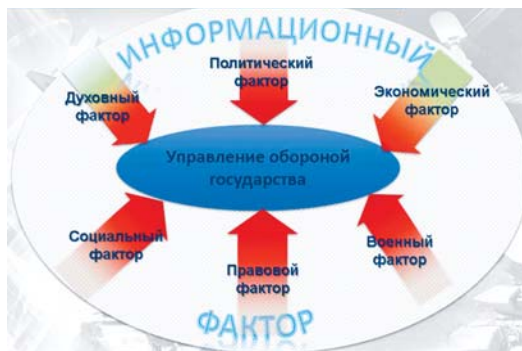 ИНФОРМАЦИОННЫЙ
Политический
фактор
Духовный
фактор
Экономический
фактор
Управление обороной
государства
Социальный
фактор
Правовой
фактор
Военный
фактор
ФАКТОР